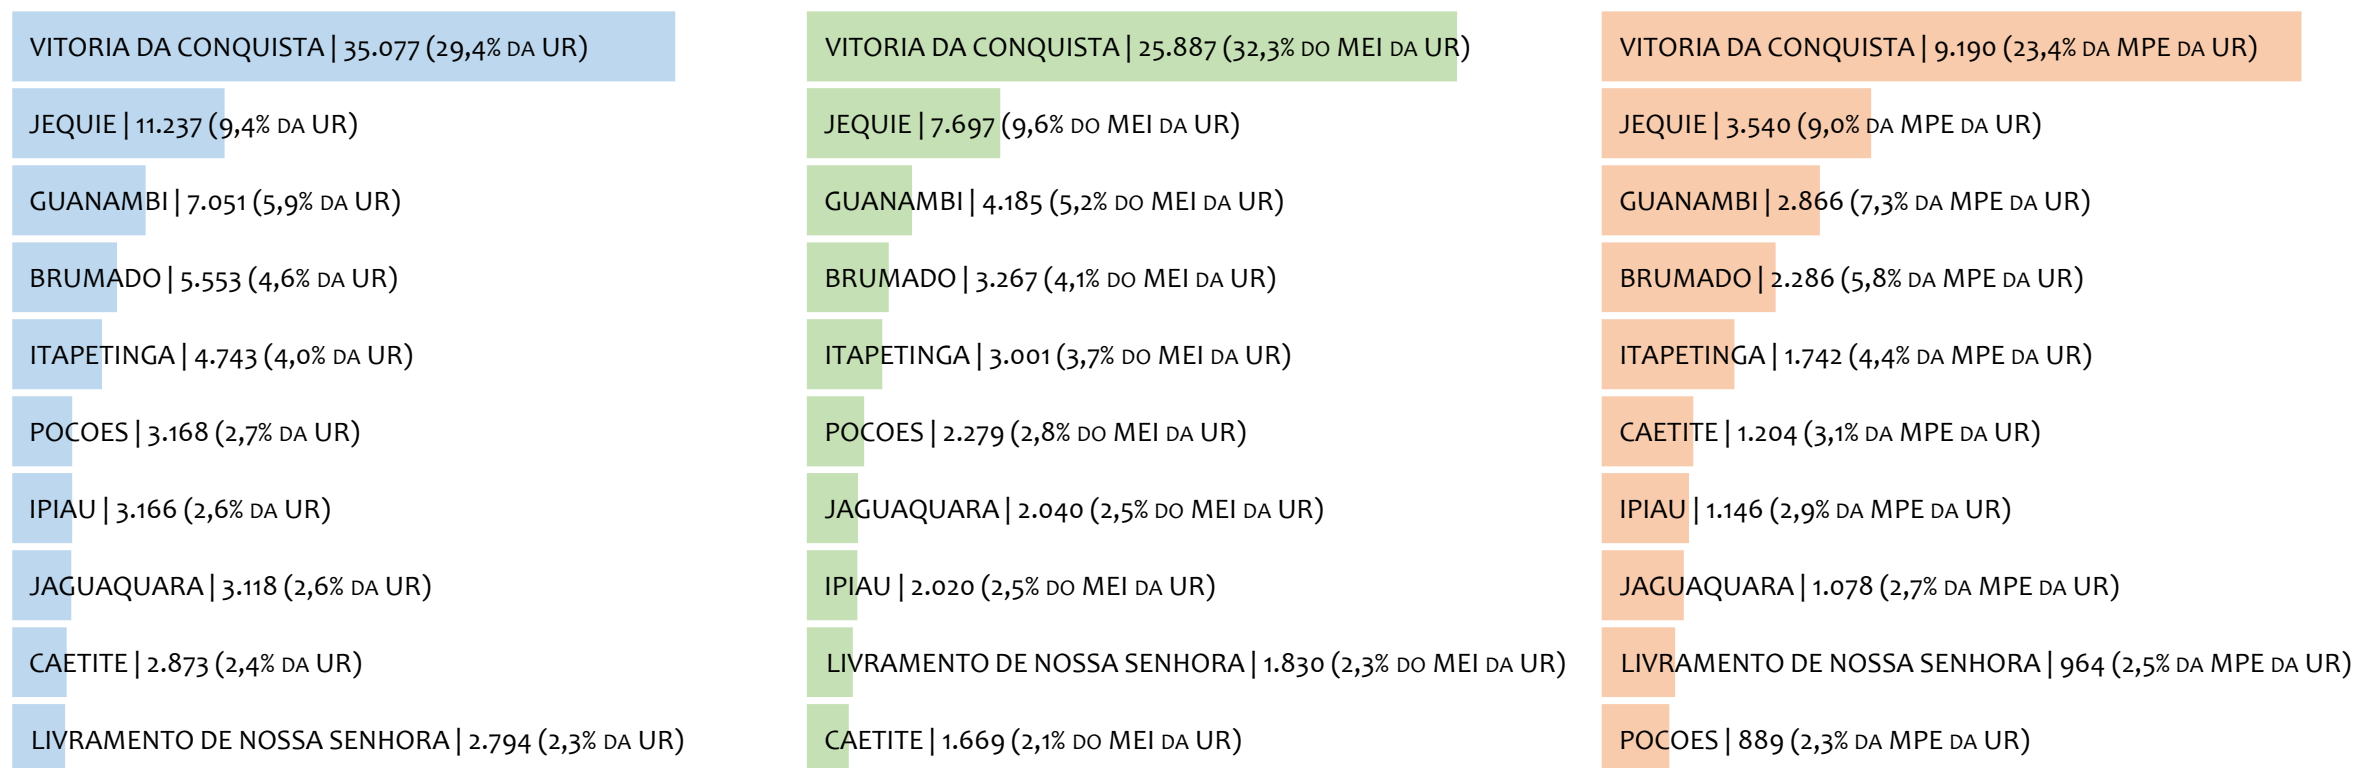 VITORIA DA CONQUISTA | 35.077 (29,4% DA UR)
JEQUIE | 11.237 (9,4% DA UR)
GUANAMBI | 7.051 (5,9% DA UR)
BRUMADO | 5.553 (4,6% DA UR)
ITAPETINGA | 4.743 (4,0% DA UR)
POCOES | 3.168 (2,7% DA UR)
IPIAU | 3.166 (2,6% DA UR)
JAGUAQUARA | 3.118 (2,6% DA UR)
CAETITE | 2.873 (2,4% DA UR)
LIVRAMENTO DE NOSSA SENHORA | 2.794 (2,3% DA UR)
VITORIA DA CONQUISTA | 25.887 (32,3% DO MEI DA UR)
JEQUIE | 7.697 (9,6% DO MEI DA UR)
GUANAMBI | 4.185 (5,2% DO MEI DA UR)
BRUMADO | 3.267 (4,1% DO MEI DA UR)
ITAPETINGA | 3.001 (3,7% DO MEI DA UR)
POCOES | 2.279 (2,8% DO MEI DA UR)
JAGUAQUARA | 2.040 (2,5% DO MEI DA UR)
IPIAU | 2.020 (2,5% DO MEI DA UR)
LIVRAMENTO DE NOSSA SENHORA | 1.830 (2,3% DO MEI DA UR)
CAETITE | 1.669 (2,1% DO MEI DA UR)
VITORIA DA CONQUISTA | 9.190 (23,4% DA MPE DA UR)
JEQUIE | 3.540 (9,0% DA MPE DA UR)
GUANAMBI | 2.866 (7,3% DA MPE DA UR)
BRUMADO | 2.286 (5,8% DA MPE DA UR)
ITAPETINGA | 1.742 (4,4% DA MPE DA UR)
CAETITE | 1.204 (3,1% DA MPE DA UR)
IPIAU | 1.146 (2,9% DA MPE DA UR)
JAGUAQUARA | 1.078 (2,7% DA MPE DA UR)
LIVRAMENTO DE NOSSA SENHORA | 964 (2,5% DA MPE DA UR)
POCOES | 889 (2,3% DA MPE DA UR)